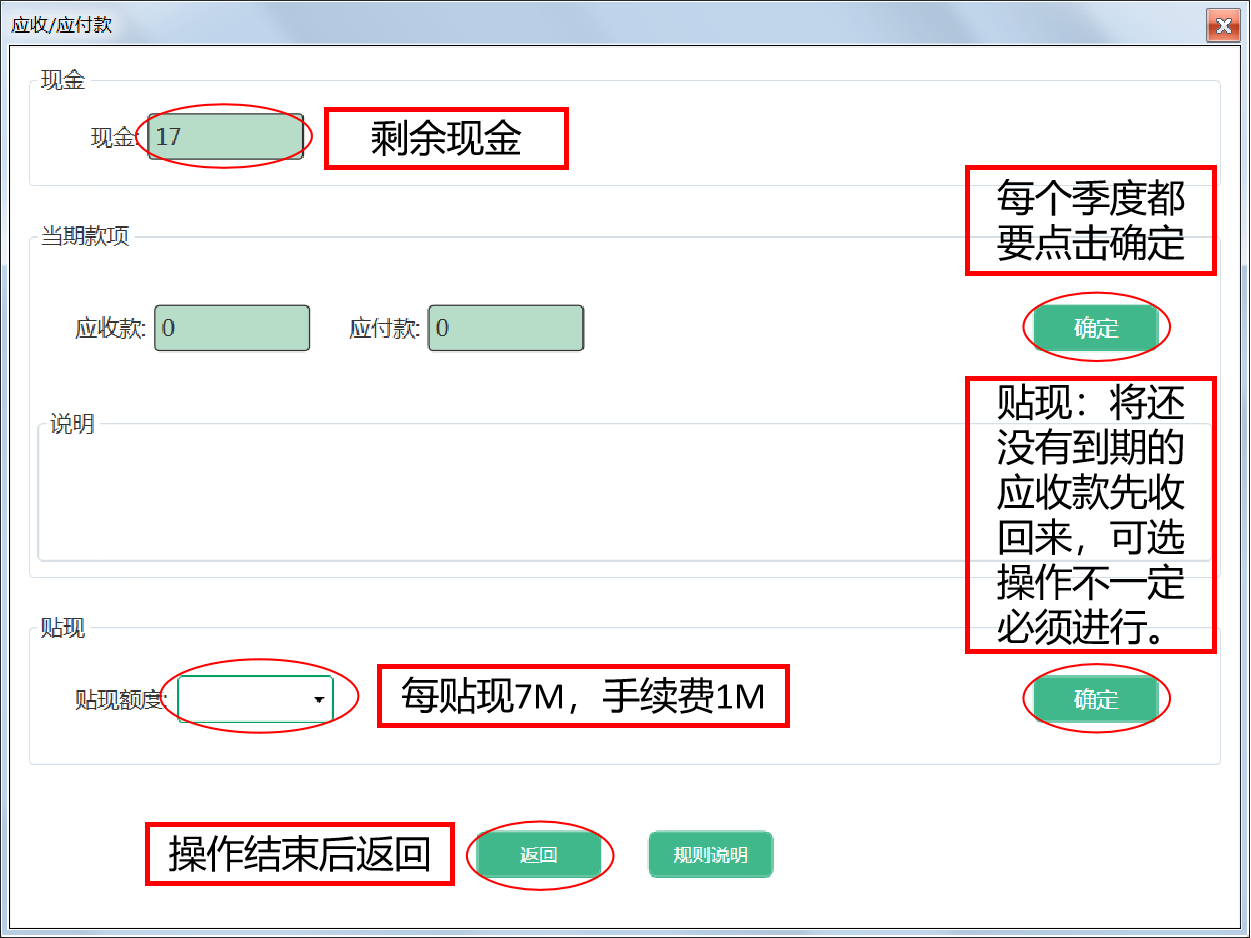 应收/应付款
现金
现金: 17
剩余现金
每个季度都
要点击确定
当期款项
应收款: 0
应付款: 0
确定
贴现：将还
没有到期的
应收款先收
回来，可选
操作不一定
必须进行。
说明
贴现
贴现额度:
每贴现7M，手续费1M
确定
操作结束后返回
返回
规则说明